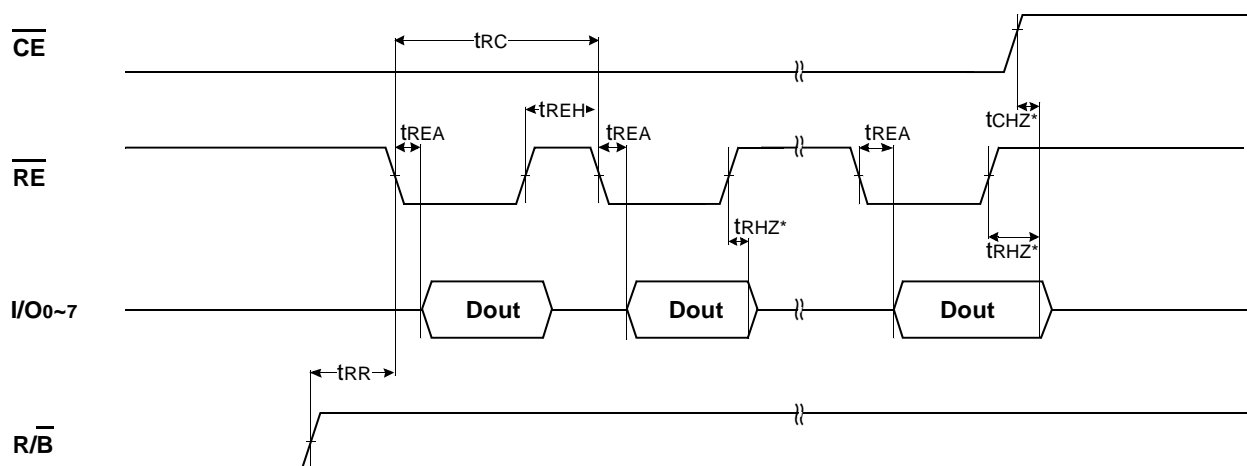 CE
tRC
tREH
tCHZ*
tREA
tREA
tREA
RE
tRHZ*
tRHZ*
I/O0~7
Dout
Dout
Dout
tRR
R/B